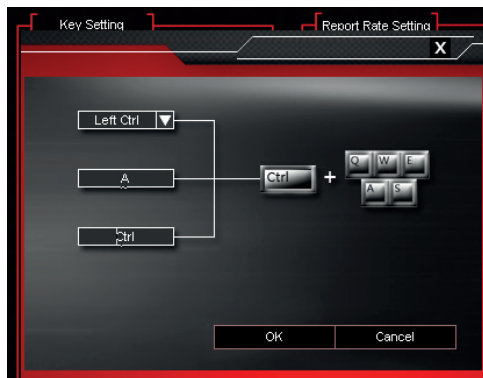 Key Setting
Report Rate Setting
X
Left Ctrl
A
Ctrl
Ctrl + Q W E
A S
OK Cancel